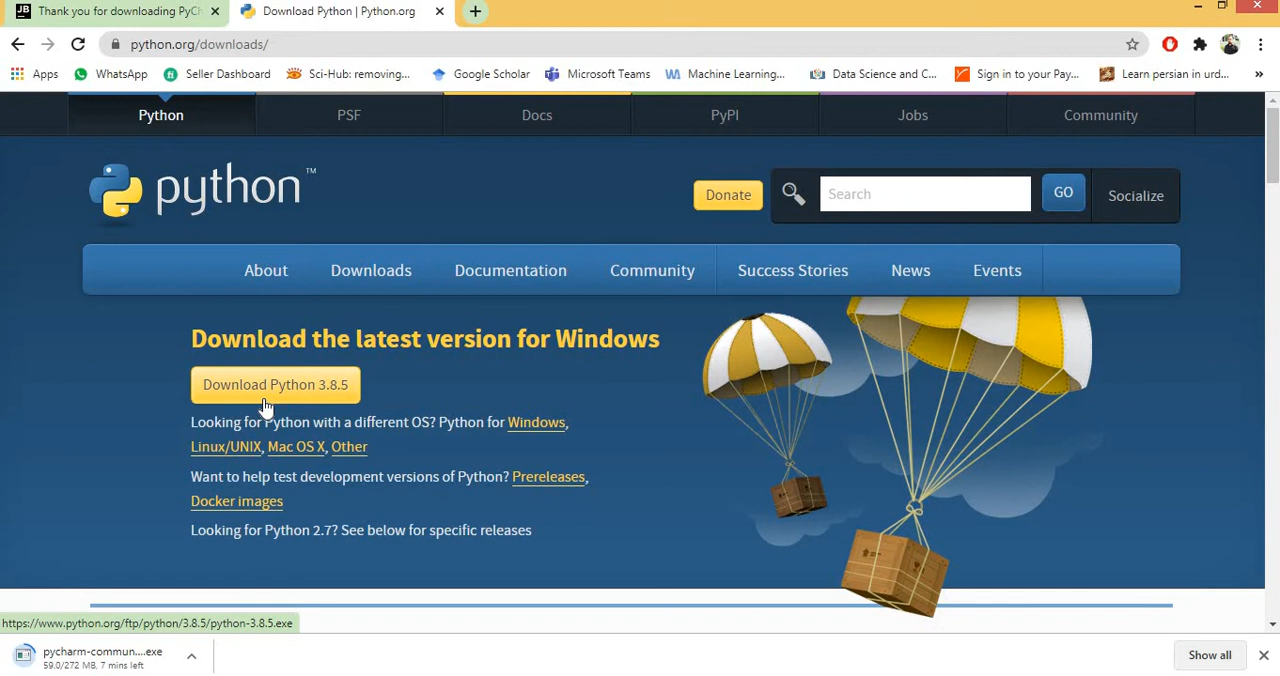 Thank you for downloading PyCh
Download Python | Python.org
python.org/downloads/
Apps
WhatsApp
Seller Dashboard
Sci-Hub: removing...
Google Scholar
Microsoft Teams
Machine Learning...
Data Science and C...
Sign in to your Pay...
Learn persian in urd...
Python
PSF
Docs
PyPI
Jobs
Community
python™
Donate
Search
GO
Socialize
About
Downloads
Documentation
Community
Success Stories
News
Events
Download the latest version for Windows
Download Python 3.8.5
Looking for Python with a different OS? Python for Windows,
Linux/UNIX, Mac OS X, Other
Want to help test development versions of Python? Prereleases,
Docker images
Looking for Python 2.7? See below for specific releases
https://www.python.org/ftp/python/3.8.5/python-3.8.5.exe
pycharm-commun....exe
59.0/272 MB, 7 mins left
Show all